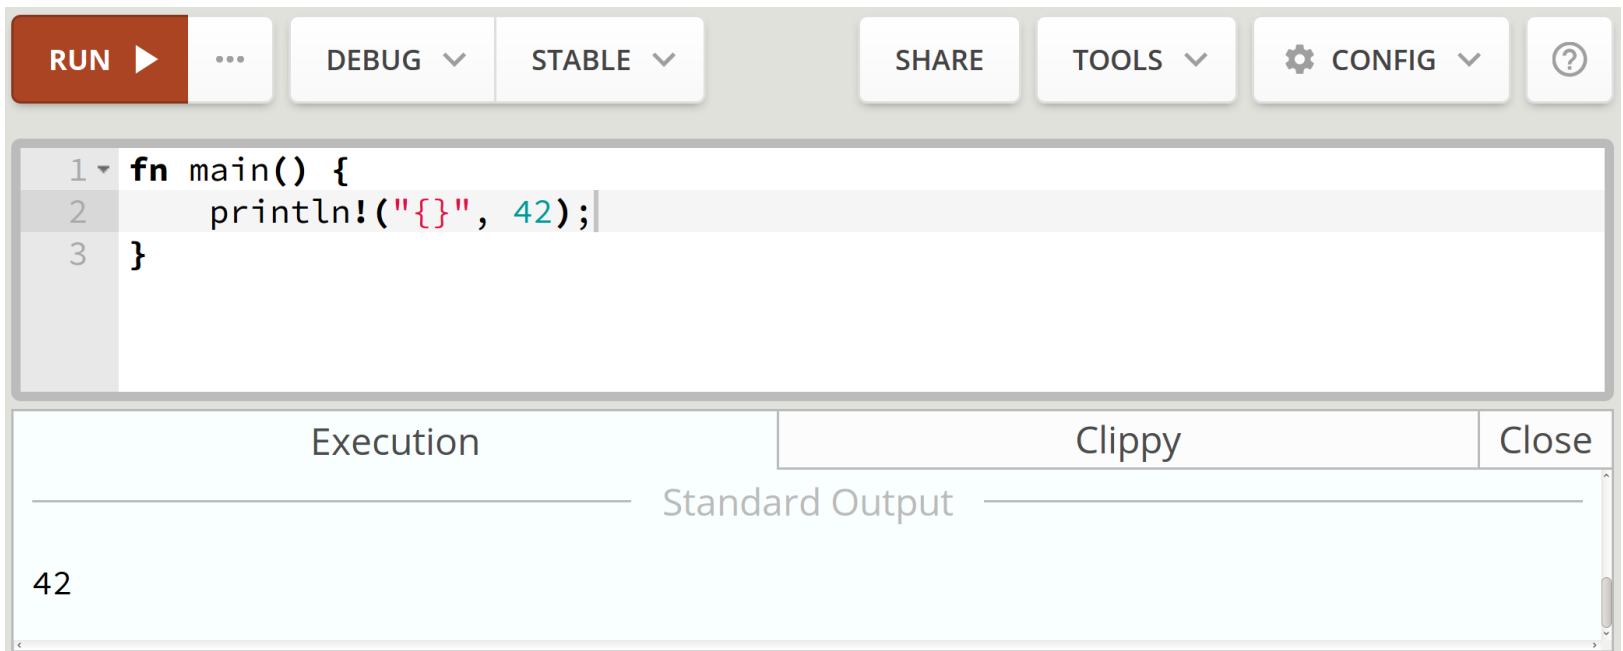 RUN ... DEBUG STABLE SHARE TOOLS CONFIG ?
1 fn main() {
2     println!("{}", 42);
3 }
Execution Clippy Close
Standard Output
42